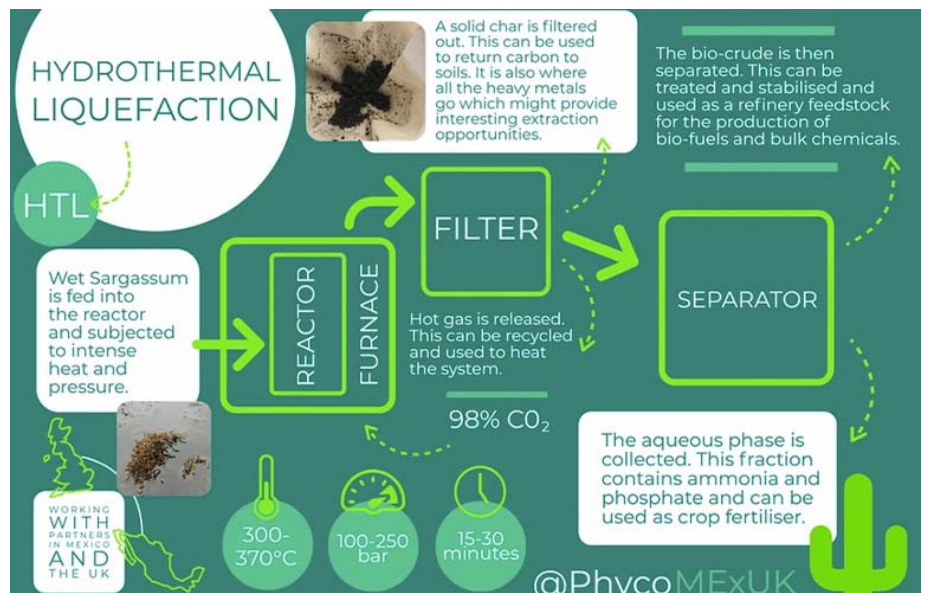 HYDROTHERMAL
LIQUEFACTION
HTL
Wet Sargassum
is fed into
the reactor
and subjected
to intense
heat and
pressure.
REACTOR
FURNACE
FILTER
A solid char is filtered
out. This can be used
to return carbon to
soils. It is also where
all the heavy metals
go which might provide
interesting extraction
opportunities.
Hot gas is released.
This can be recycled
and used to heat
the system.
98% C0₂
SEPARATOR
The bio-crude is then
separated. This can be
treated and stabilised and
used as a refinery feedstock
for the production of
bio-fuels and bulk chemicals.
The aqueous phase is
collected. This fraction
contains ammonia and
phosphate and can be
used as crop fertiliser.
300-
370°C
100-250
bar
15-30
minutes
WORKING
WITH
PARTNERS
IN MEXICO
AND
THE UK
@PhycoMExUK